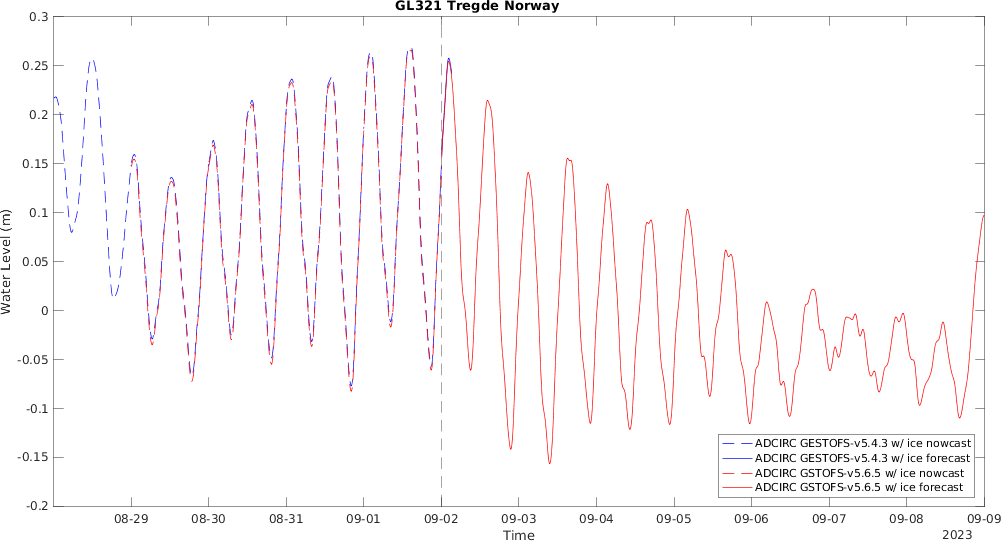 GL321 Tregde Norway
0.3
0.25
0.2
0.15
0.1
0.05
0
-0.05
-0.1
-0.15
-0.2
Water Level (m)
ADCIRC GESTOFS-v5.4.3 w/ ice nowcast
ADCIRC GESTOFS-v5.4.3 w/ ice forecast
ADCIRC GSTOFS-v5.6.5 w/ ice nowcast
ADCIRC GSTOFS-v5.6.5 w/ ice forecast
08-29 08-30 08-31 09-01 09-02 09-03 09-04 09-05 09-06 09-07 09-08 09-09
Time
2023